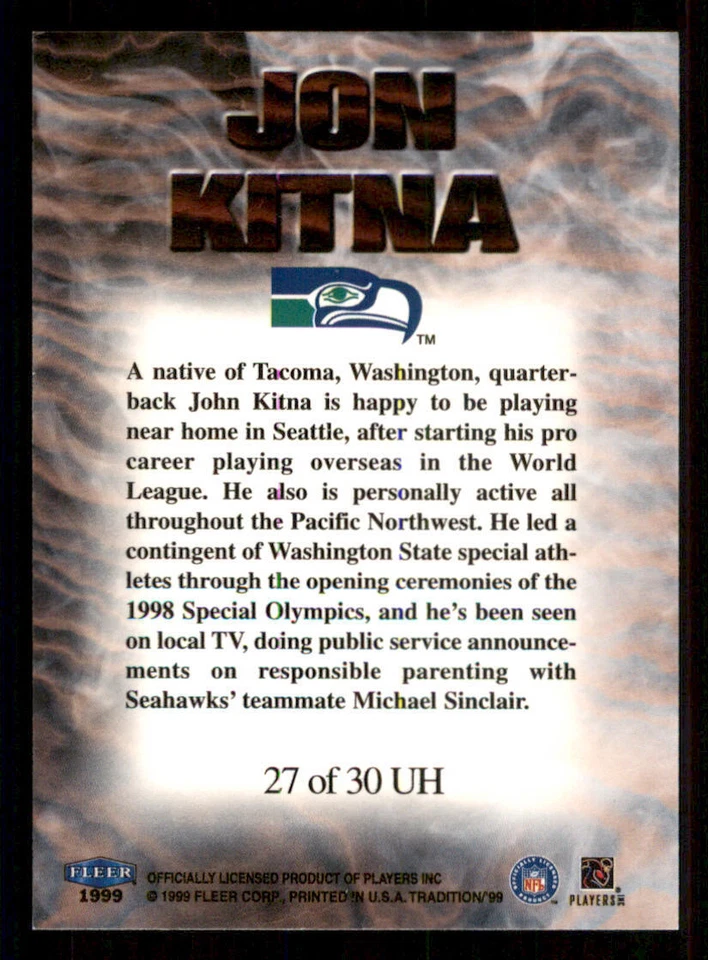 JON
KITNA
TM
A native of Tacoma, Washington, quarter-
back John Kitna is happy to be playing
near home in Seattle, after starting his pro
career playing overseas in the World
League. He also is personally active all
throughout the Pacific Northwest. He led a
contingent of Washington State special ath-
letes through the opening ceremonies of the
1998 Special Olympics, and he's been seen
on local TV, doing public service announce-
ments on responsible parenting with
Seahawks' teammate Michael Sinclair.
27 of 30 UH
FLEER
1999
OFFICIALLY LICENSED PRODUCT OF PLAYERS INC
© 1999 FLEER CORP., PRINTED IN U.S.A. TRADITION/'99
OFFICIALLY LICENSED PRODUCT
NFL
TM
®
PLAYERS INC